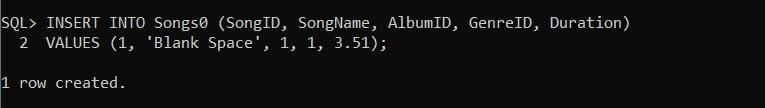 SQL> INSERT INTO Songs0 (SongID, SongName, AlbumID, GenreID, Duration)
  2  VALUES (1, 'Blank Space', 1, 1, 3.51);
1 row created.